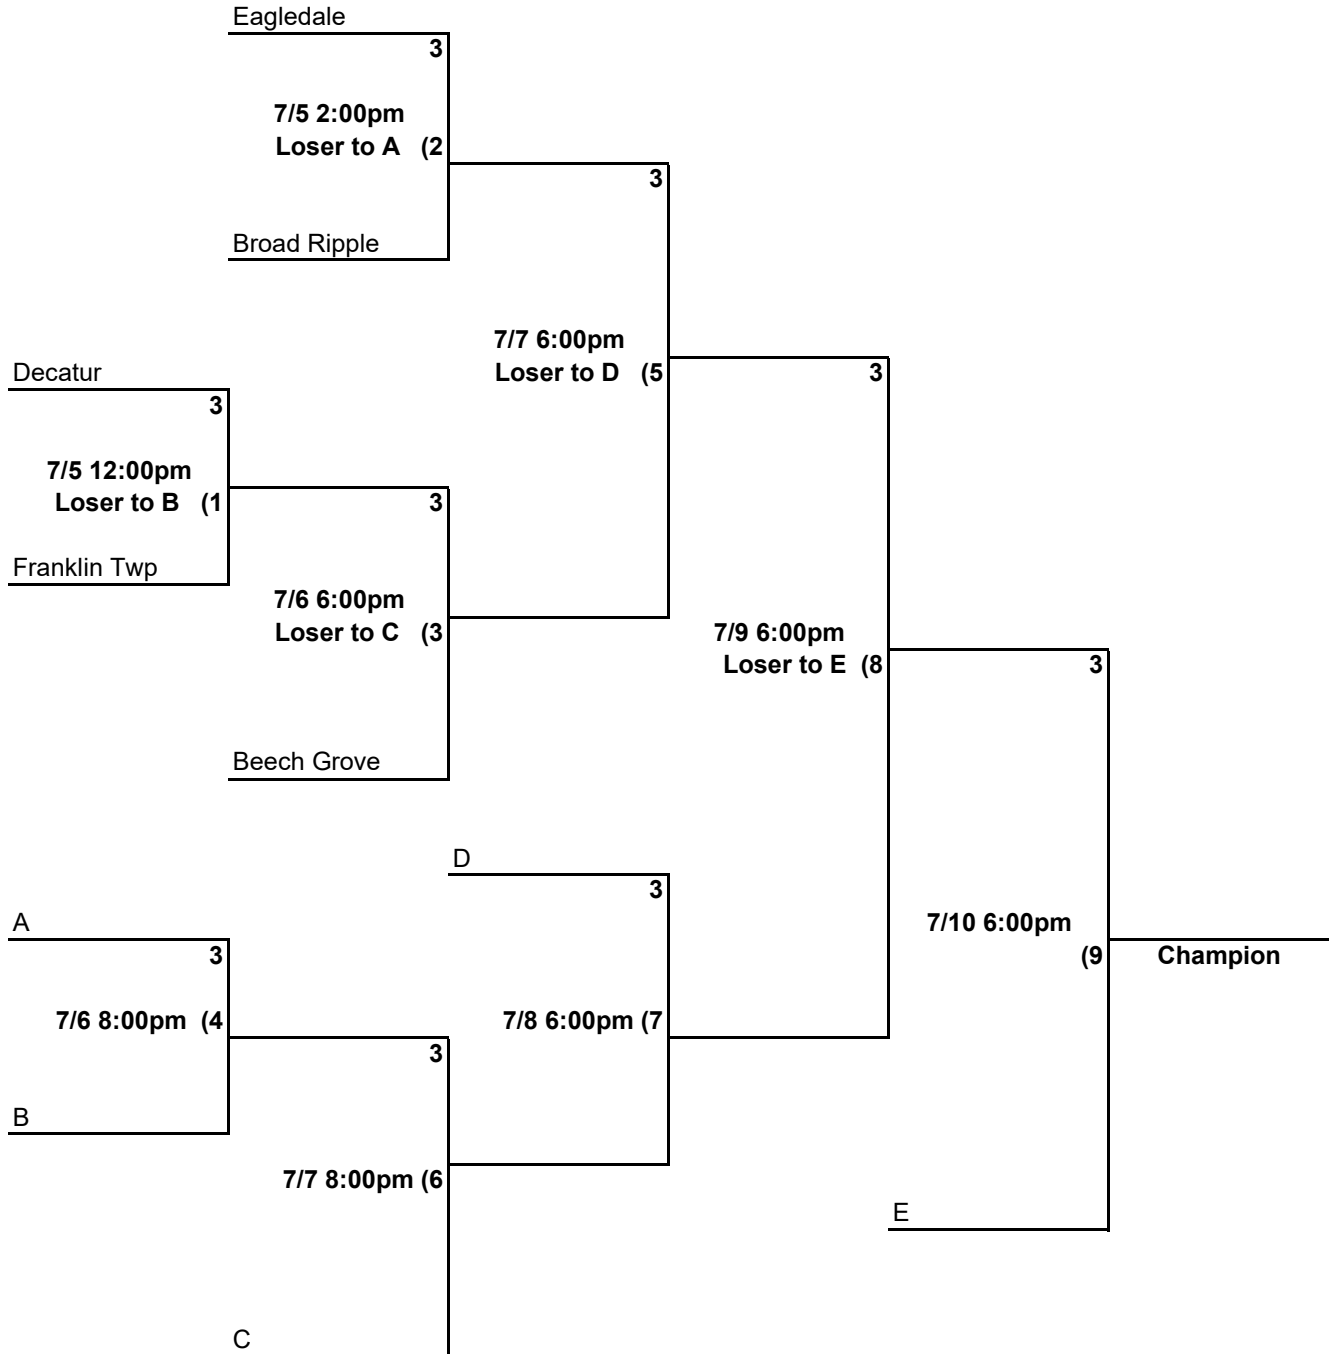 Eagledale
3
7/5 2:00pm
Loser to A (2
3
Broad Ripple
7/7 6:00pm
Loser to D (5
Decatur
3
3
7/5 12:00pm
Loser to B (1
3
Franklin Twp
7/6 6:00pm
Loser to C (3
7/9 6:00pm
Loser to E (8
3
Beech Grove
D
3
A
7/10 6:00pm
3
(9
Champion
7/6 8:00pm (4
7/8 6:00pm (7
3
B
7/7 8:00pm (6
E
C